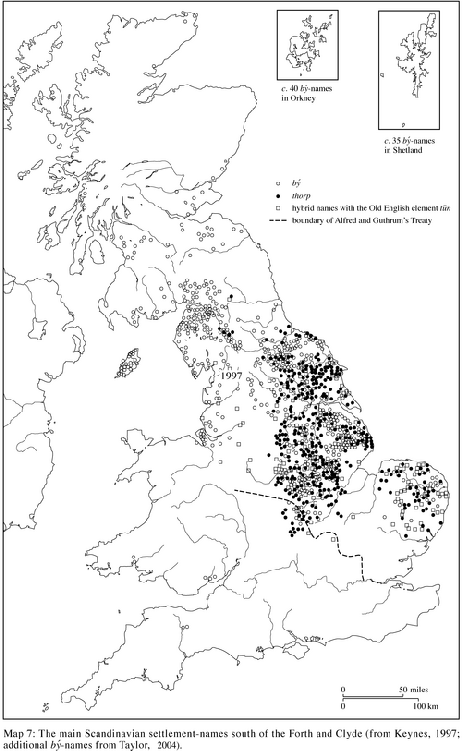 c. 40 bý-names
in Orkney
c. 35 bý-names
in Shetland
bý
thorp
hybrid names with the Old English element tūn
boundary of Alfred and Guthrum's Treaty
1997
0 50 miles
0 100 km
Map 7: The main Scandinavian settlement-names south of the Forth and Clyde (from Keynes, 1997;
additional bý-names from Taylor, 2004).